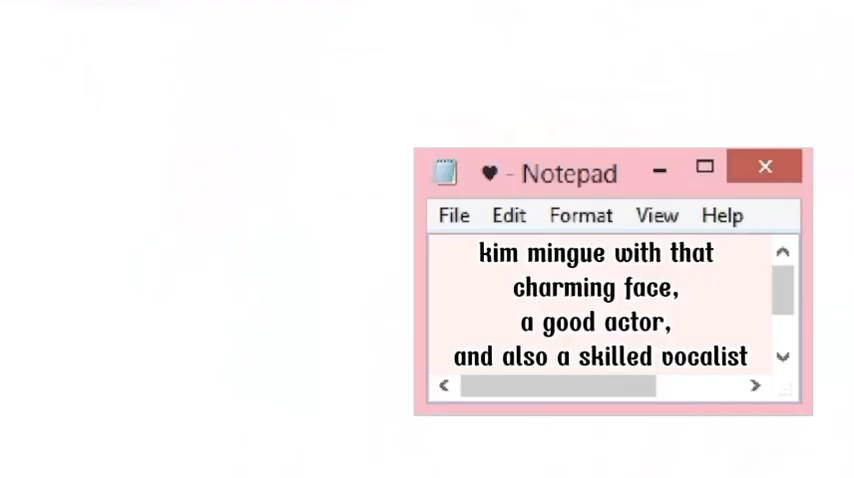 ♥ - Notepad
File Edit Format View Help
kim mingue with that
charming face,
a good actor,
and also a skilled vocalist